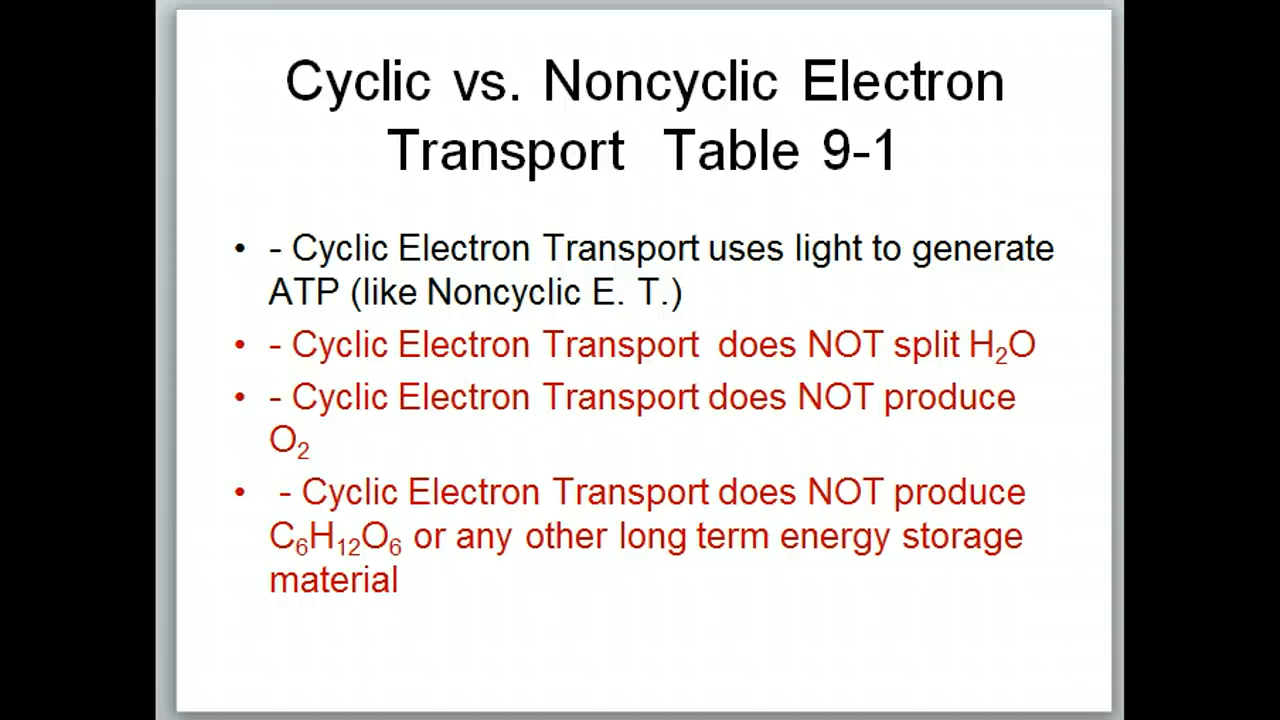 Cyclic vs. Noncyclic Electron
Transport Table 9-1
• - Cyclic Electron Transport uses light to generate
ATP (like Noncyclic E. T.)
• - Cyclic Electron Transport does NOT split H₂O
• - Cyclic Electron Transport does NOT produce
O₂
• - Cyclic Electron Transport does NOT produce
C₆H₁₂O₆ or any other long term energy storage
material